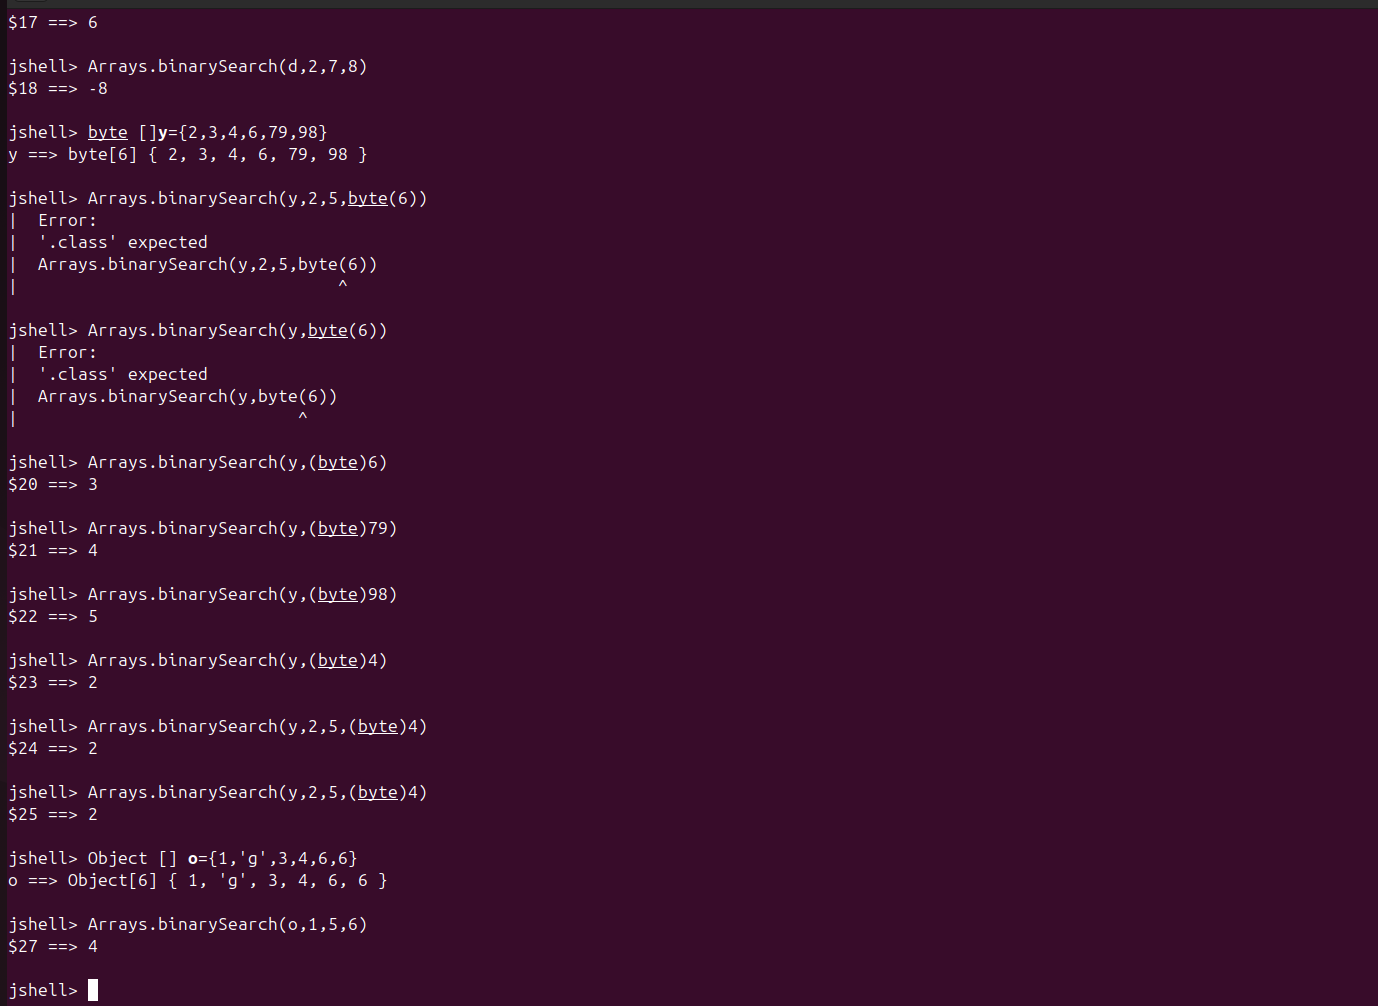 $17 ==> 6
jshell> Arrays.binarySearch(d,2,7,8)
$18 ==> -8
jshell> byte []y={2,3,4,6,79,98}
y ==> byte[6] { 2, 3, 4, 6, 79, 98 }
jshell> Arrays.binarySearch(y,2,5,byte(6))
|  Error:
|  '.class' expected
|  Arrays.binarySearch(y,2,5,byte(6))
|                                ^
jshell> Arrays.binarySearch(y,byte(6))
|  Error:
|  '.class' expected
|  Arrays.binarySearch(y,byte(6))
|                            ^
jshell> Arrays.binarySearch(y,(byte)6)
$20 ==> 3
jshell> Arrays.binarySearch(y,(byte)79)
$21 ==> 4
jshell> Arrays.binarySearch(y,(byte)98)
$22 ==> 5
jshell> Arrays.binarySearch(y,(byte)4)
$23 ==> 2
jshell> Arrays.binarySearch(y,2,5,(byte)4)
$24 ==> 2
jshell> Arrays.binarySearch(y,2,5,(byte)4)
$25 ==> 2
jshell> Object [] o={1,'g',3,4,6,6}
o ==> Object[6] { 1, 'g', 3, 4, 6, 6 }
jshell> Arrays.binarySearch(o,1,5,6)
$27 ==> 4
jshell>